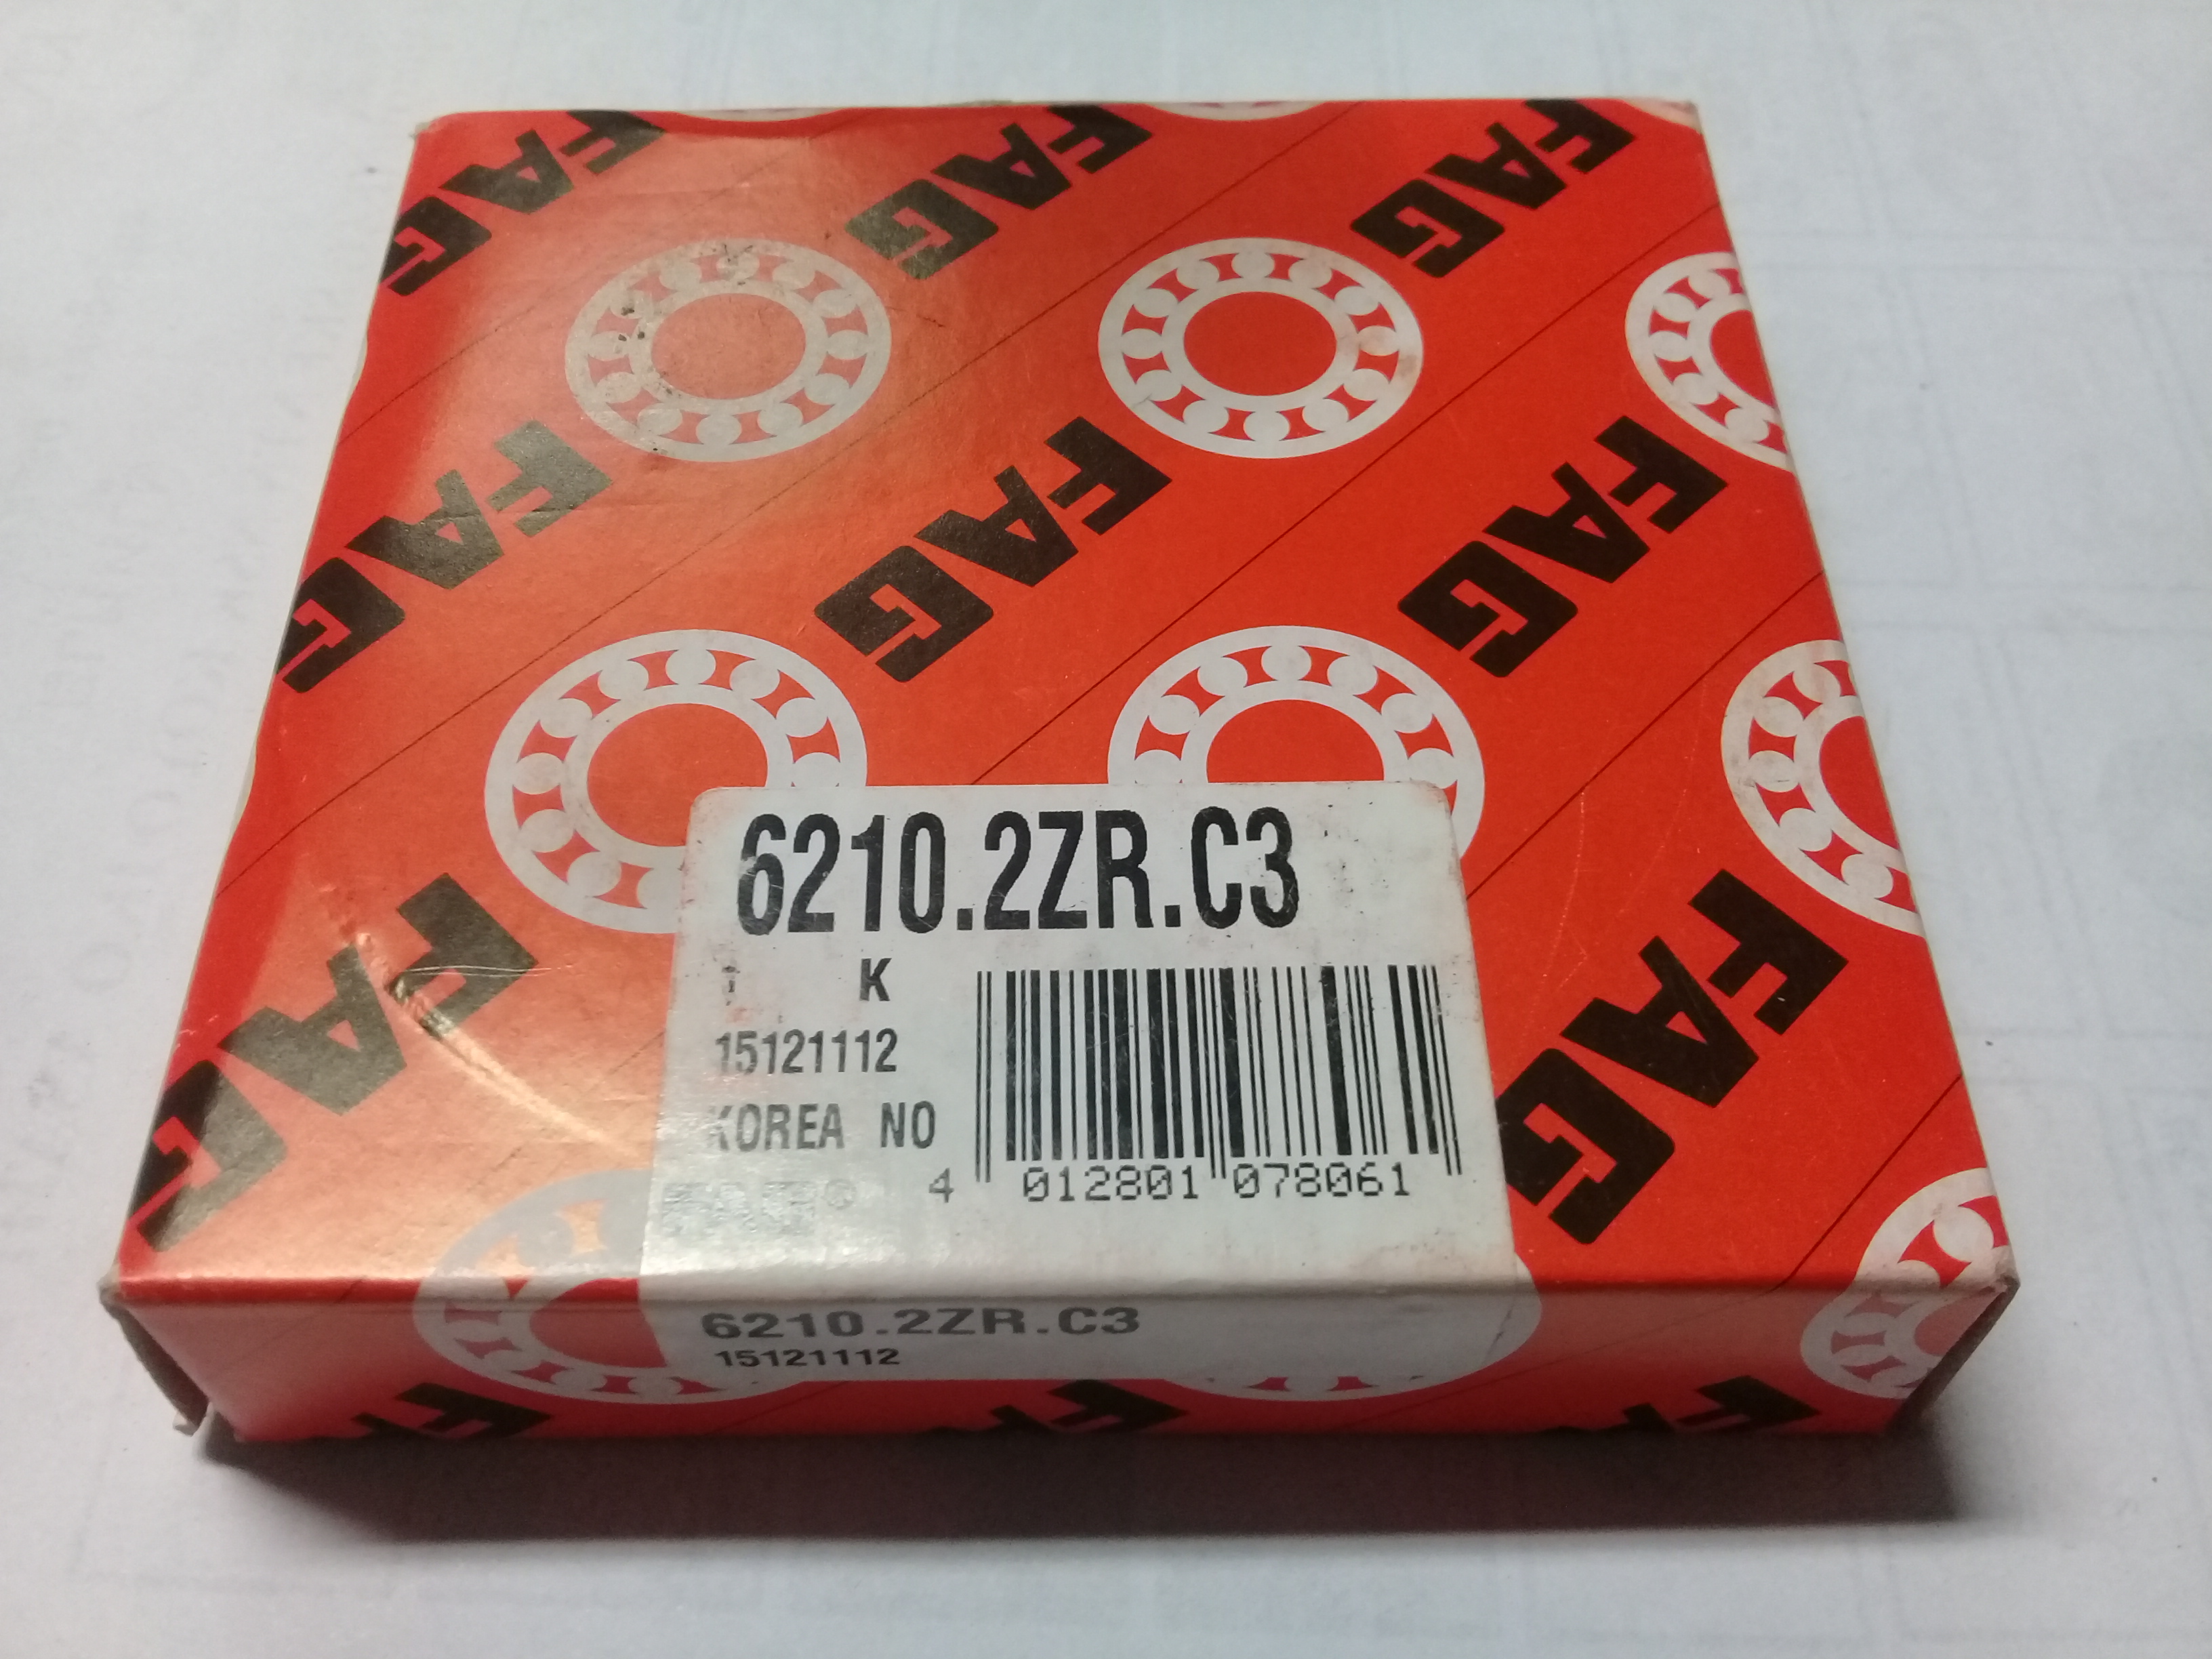 FAG FAG FAG
FAG FAG FAG
FAG FAG
6210.2ZR.C3
1 K
15121112
KOREA NO
4 012801 078061
FAG®
6210.2ZR.C3
15121112